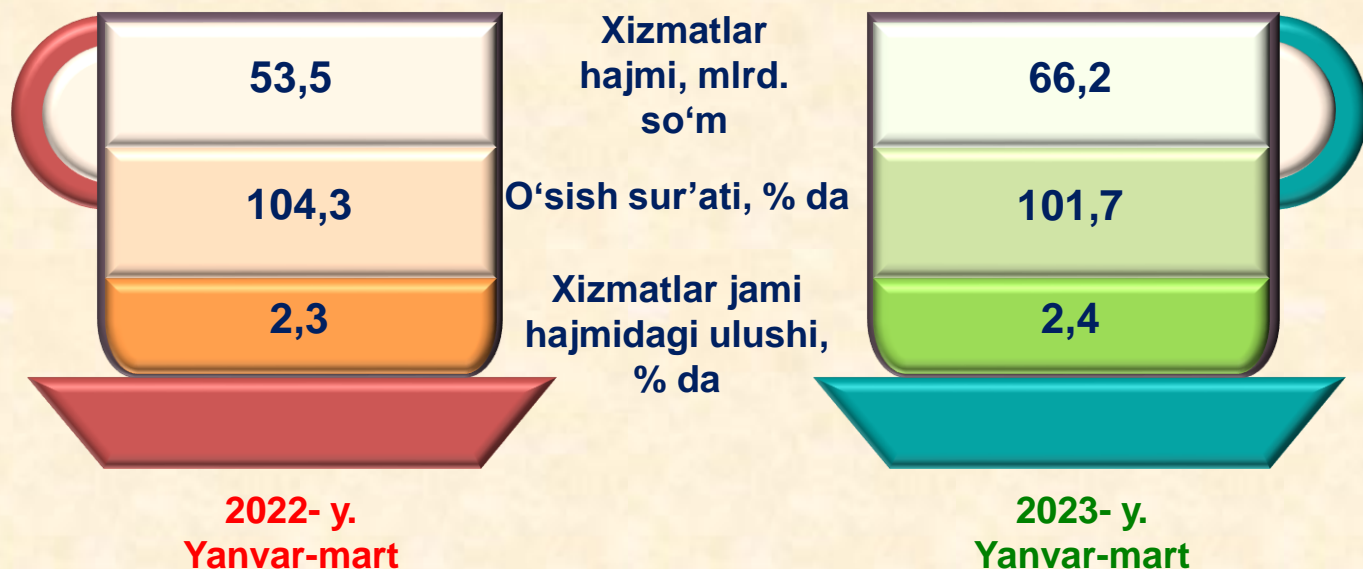 53,5
104,3
2,3
2022- y.
Yanvar-mart
Xizmatlar
hajmi, mlrd.
so‘m
O‘sish sur’ati, % da
Xizmatlar jami
hajmidagi ulushi,
% da
66,2
101,7
2,4
2023- y.
Yanvar-mart